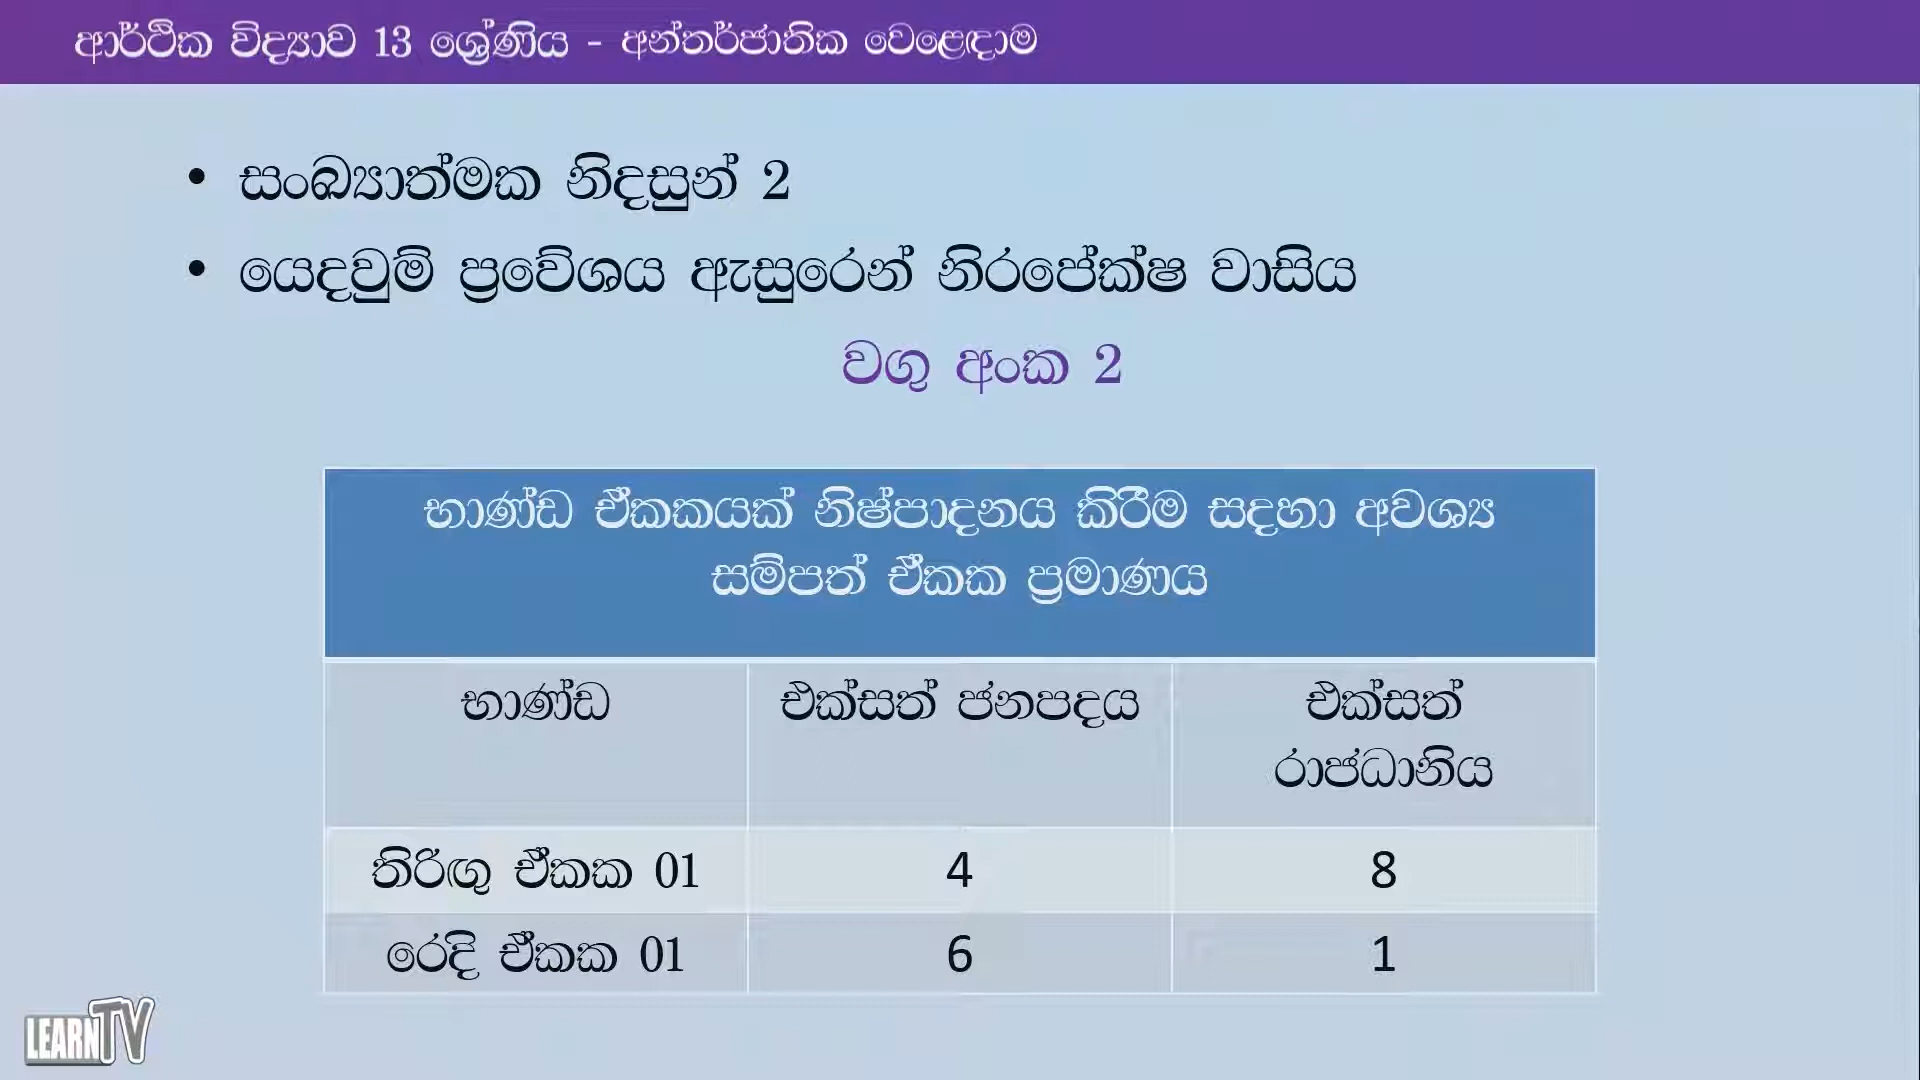 ආර්ථික විද්‍යාව 13 ශ්‍රේණිය - අන්තර්ජාතික වෙළෙඳාම
• සංඛ්‍යාත්මක නිදසුන් 2
• යෙදවුම් ප්‍රවේශය ඇසුරෙන් නිරපේක්ෂ වාසිය
වගු අංක 2
භාණ්ඩ ඒකකයක් නිෂ්පාදනය කිරීම සදහා අවශ්‍ය
සම්පත් ඒකක ප්‍රමාණය
භාණ්ඩ එක්සත් ජනපදය එක්සත්
රාජධානිය
තිරිඟු ඒකක 01 4 8
රෙදි ඒකක 01 6 1
LEARN TV